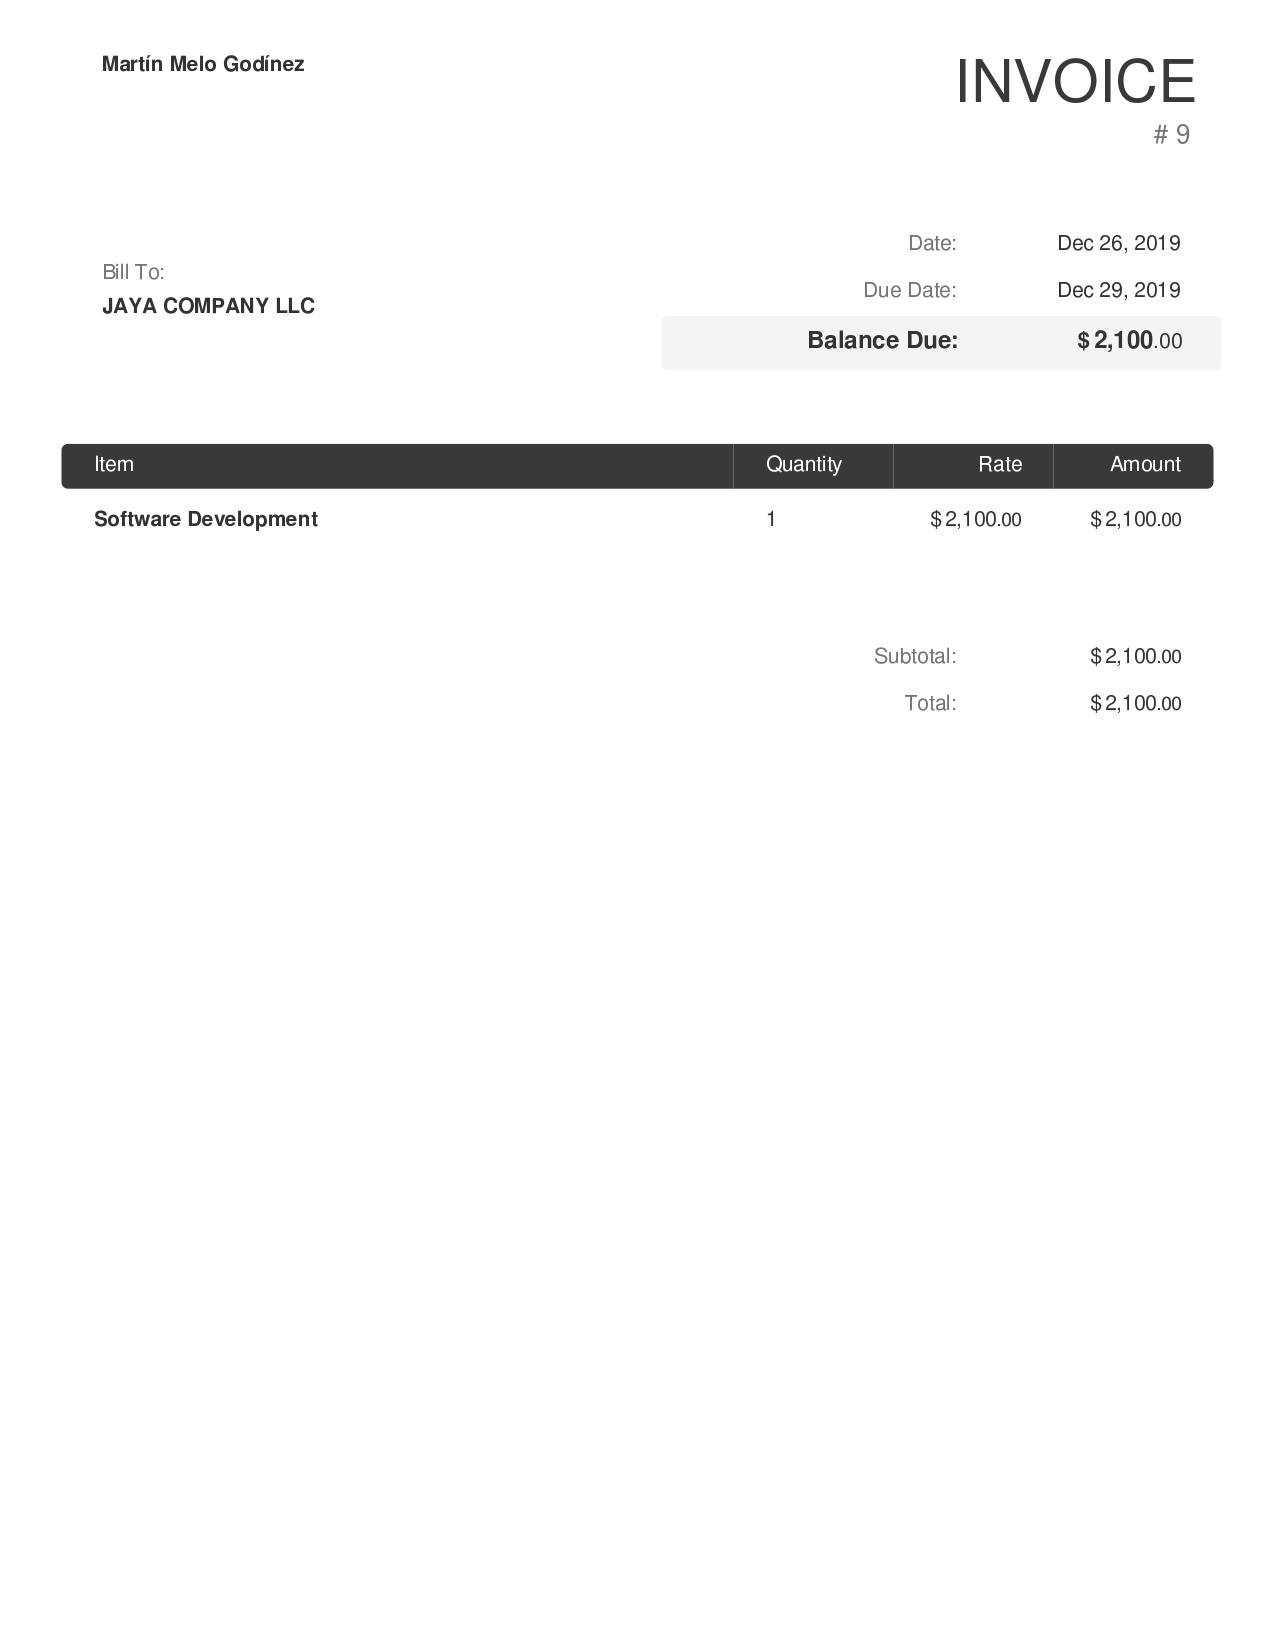 Martín Melo Godínez
INVOICE
# 9
Date: Dec 26, 2019
Bill To:
Due Date: Dec 29, 2019
JAYA COMPANY LLC
Balance Due: $ 2,100.00
Item Quantity Rate Amount
Software Development 1 $ 2,100.00 $ 2,100.00
Subtotal: $ 2,100.00
Total: $ 2,100.00